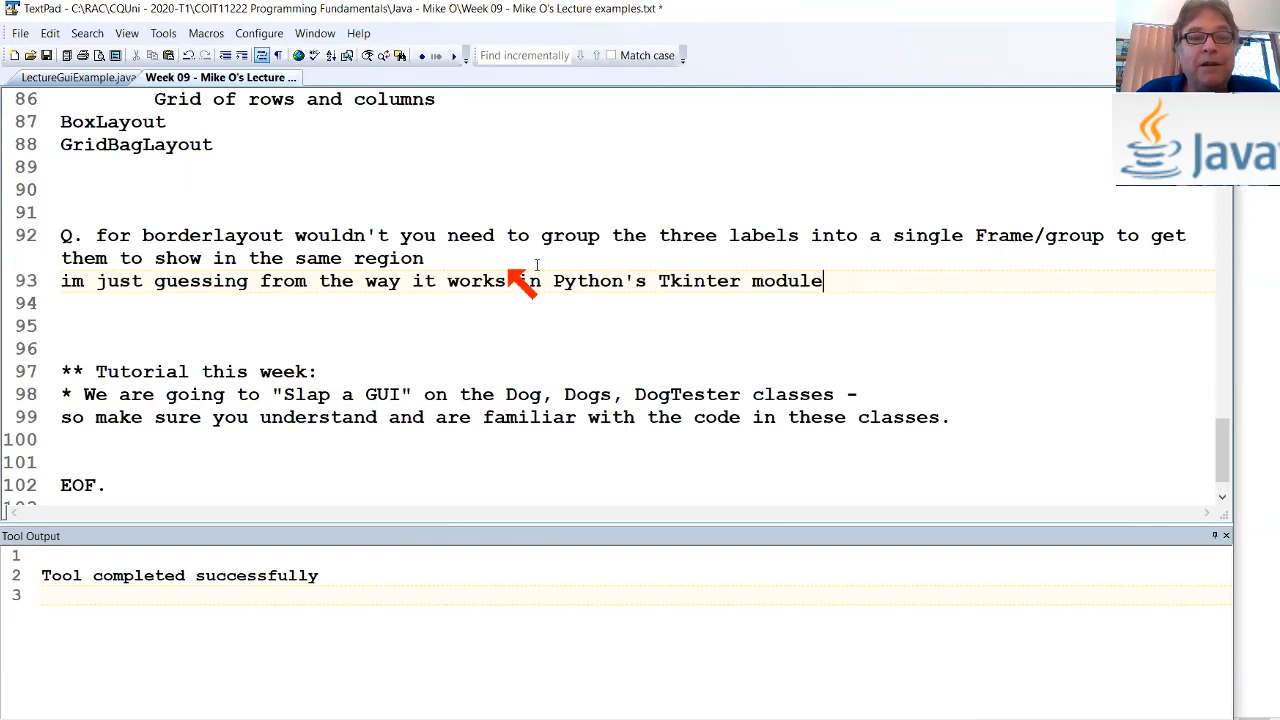 TextPad - C:\RAC\CQUni - 2020-T1\COIT11222 Programming Fundamentals\Java - Mike O\Week 09 - Mike O's Lecture examples.txt *
File Edit Search View Tools Macros Configure Window Help
Find incrementally Match case
LectureGuiExample.java Week 09 - Mike O's Lecture ...
86 Grid of rows and columns
87 BoxLayout
88 GridBagLayout
89
90
91
92 Q. for borderlayout wouldn't you need to group the three labels into a single Frame/group to get
them to show in the same region
93 im just guessing from the way it works in Python's Tkinter module
94
95
96
97 ** Tutorial this week:
98 * We are going to "Slap a GUI" on the Dog, Dogs, DogTester classes -
99 so make sure you understand and are familiar with the code in these classes.
100
101
102 EOF.
Tool Output
1
2 Tool completed successfully
3
Java